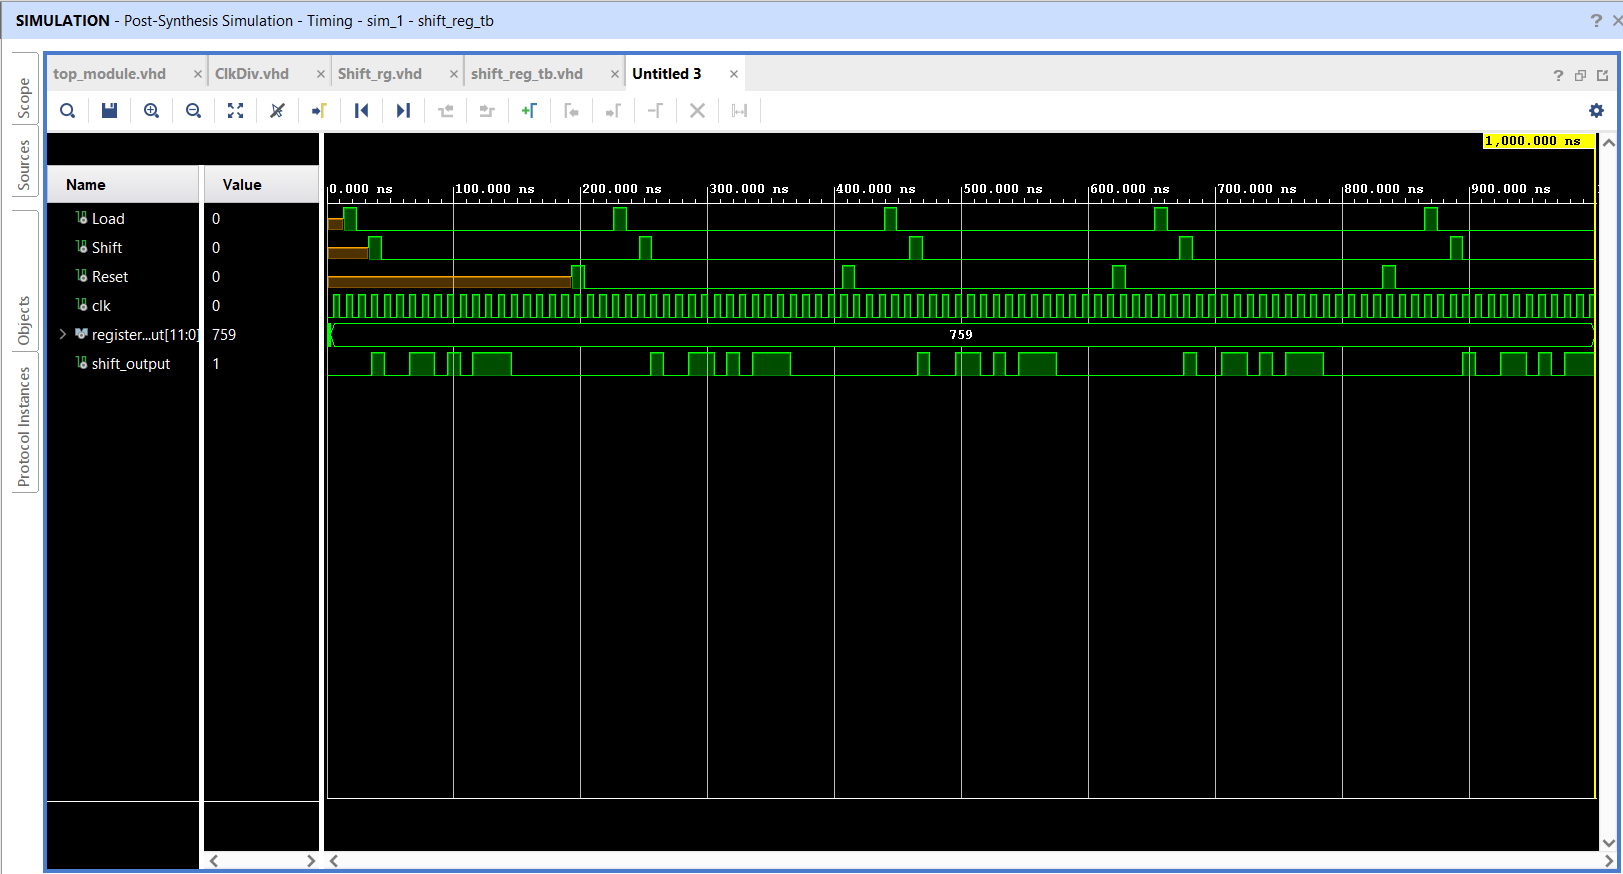 SIMULATION - Post-Synthesis Simulation - Timing - sim_1 - shift_reg_tb
top_module.vhd ClkDiv.vhd Shift_rg.vhd shift_reg_tb.vhd Untitled 3
Scope
Sources
Objects
Protocol Instances
1,000.000 ns
Name Value
0.000 ns 100.000 ns 200.000 ns 300.000 ns 400.000 ns 500.000 ns 600.000 ns 700.000 ns 800.000 ns 900.000 ns
Load 0
Shift 0
Reset 0
clk 0
register...ut[11:0] 759 759
shift_output 1